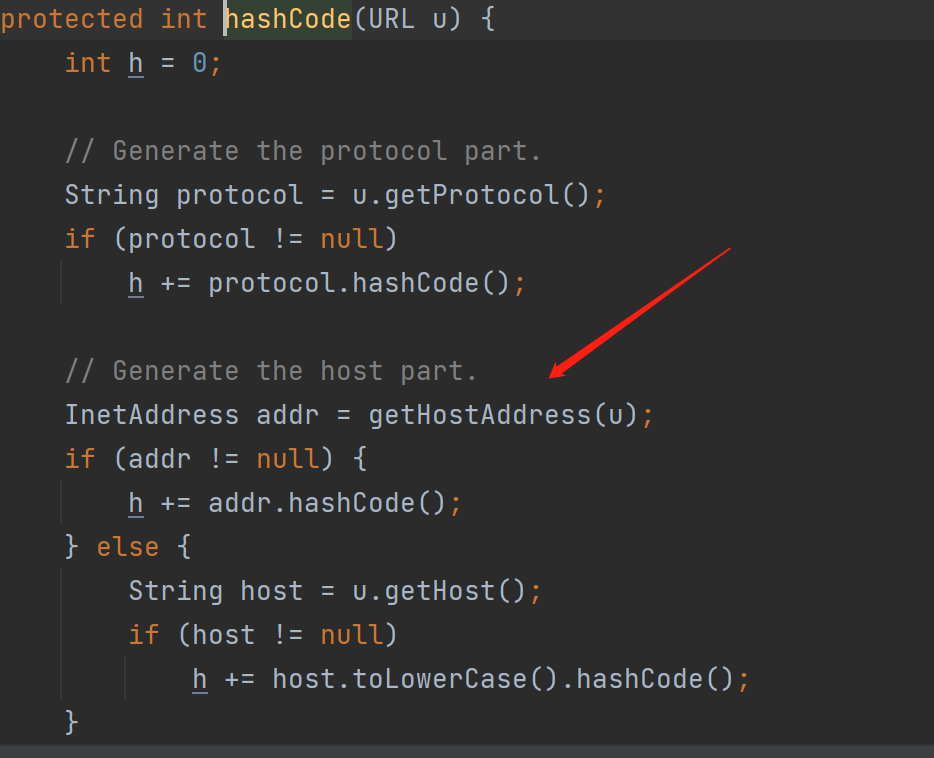 protected int hashCode(URL u) {
    int h = 0;
    // Generate the protocol part.
    String protocol = u.getProtocol();
    if (protocol != null)
        h += protocol.hashCode();
    // Generate the host part.
    InetAddress addr = getHostAddress(u);
    if (addr != null) {
        h += addr.hashCode();
    } else {
        String host = u.getHost();
        if (host != null)
            h += host.toLowerCase().hashCode();
    }